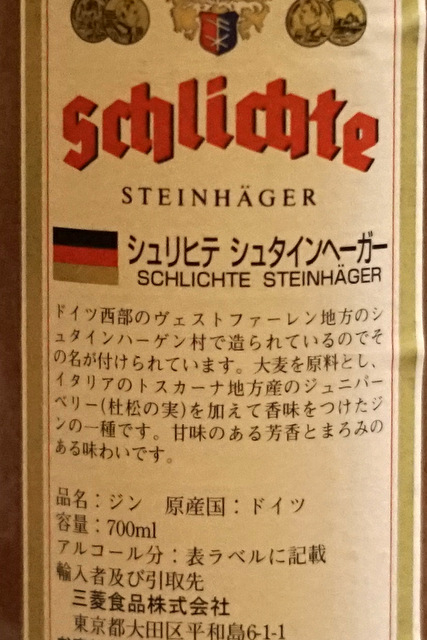 Schlichte
STEINHÄGER
シュリヒテ シュタインヘーガー
SCHLICHTE STEINHÄGER
ドイツ西部のヴェストファーレン地方のシ
ュタインハーゲン村で造られているのでそ
の名が付けられています。大麦を原料とし、
イタリアのトスカーナ地方産のジュニパー
ベリー(杜松の実)を加えて香味をつけたジ
ンの一種です。甘味のある芳香とまろみの
ある味わいです。
品名：ジン 原産国：ドイツ
容量：700ml
アルコール分：表ラベルに記載
輸入者及び引取先
三菱食品株式会社
東京都大田区平和島6-1-1